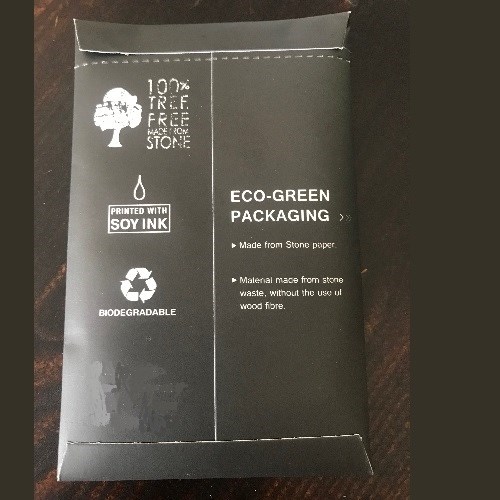 100%
TREE
FREE
MADE FROM
STONE
PRINTED WITH
SOY INK
BIODEGRADABLE
ECO-GREEN
PACKAGING
Made from Stone paper.
Material made from stone
waste, without the use of
wood fibre.